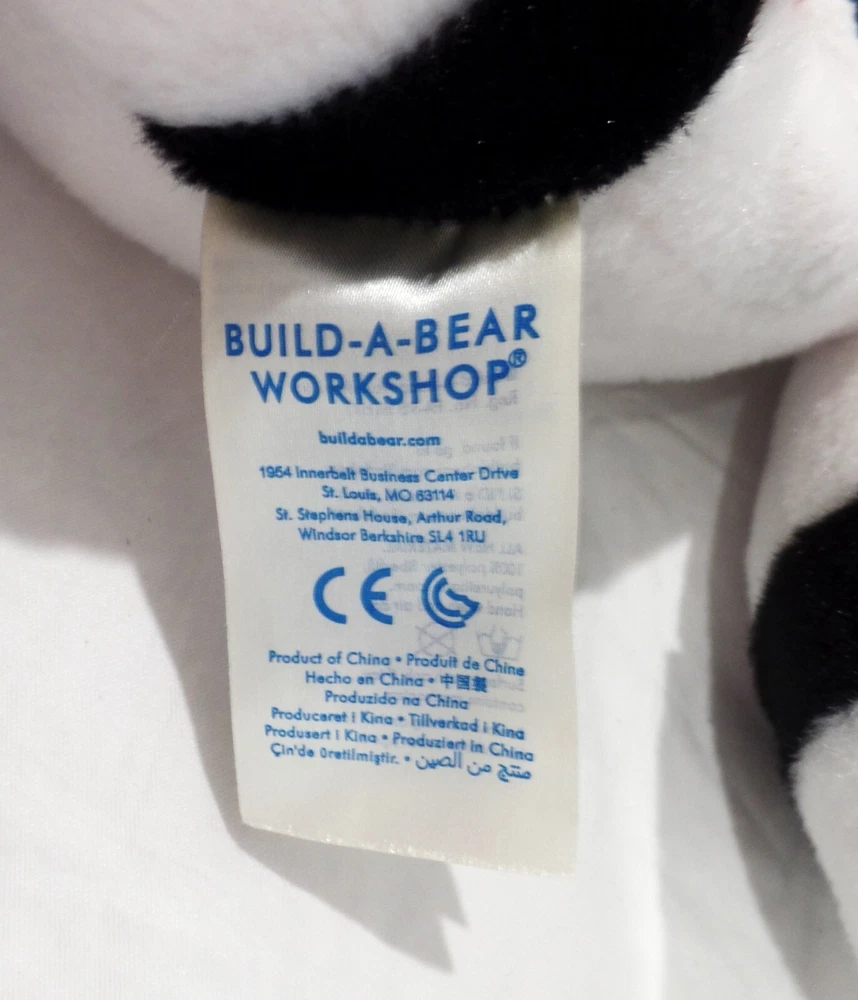 BUILD-A-BEAR
WORKSHOP®
buildabear.com
1954 Innerbelt Business Center Drive
St. Louis, MO 63114
St. Stephens House, Arthur Road,
Windsor Berkshire SL4 1RU
CE
Product of China • Produit de Chine
Hecho en China • 中国製
Produzido na China
Produceret i Kina • Tillverkad i Kina
Produsert i Kina • Produziert in China
Çin'de üretilmiştir. • منتج من الصين